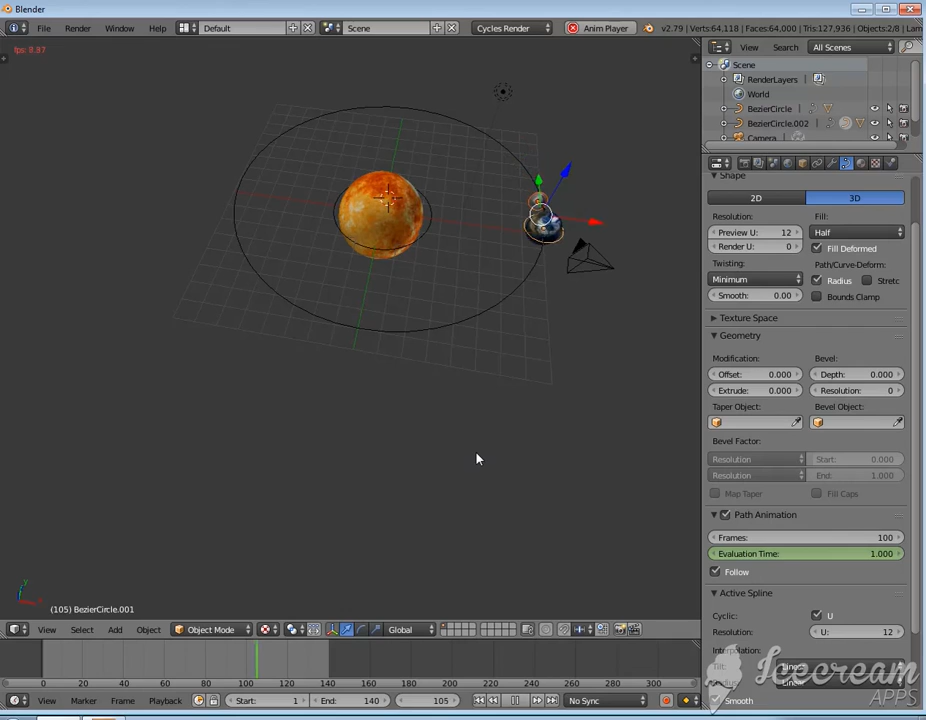 Blender
File Render Window Help Default Scene Cycles Render Anim Player v2.79 | Verts:64,118 | Faces:64,000 | Tris:127,936 | Objects:2/8 | Lam
fps: 8.97
View Search All Scenes
Scene
RenderLayers
World
BezierCircle
BezierCircle.002
Camera
Shape
2D 3D
Resolution: Fill:
Preview U: 12 Half
Render U: 0 Fill Deformed
Twisting: Path/Curve-Deform:
Minimum Radius Stretc
Smooth: 0.00 Bounds Clamp
Texture Space
Geometry
Modification: Bevel:
Offset: 0.000 Depth: 0.000
Extrude: 0.000 Resolution: 0
Taper Object: Bevel Object:
Bevel Factor:
Resolution Start: 0.000
Resolution End: 1.000
Map Taper Fill Caps
Path Animation
Frames: 100
Evaluation Time: 1.000
Follow
Active Spline
Cyclic: U
Resolution: U: 12
Interpolation:
Tilt: Linear
Radius: Linear
Smooth
(105) BezierCircle.001
View Select Add Object Object Mode Global
0 20 40 60 80 100 120 140 160 180 200 220 240 260 280 300
View Marker Frame Playback Start: 1 End: 140 105 No Sync
Icecream
APPS